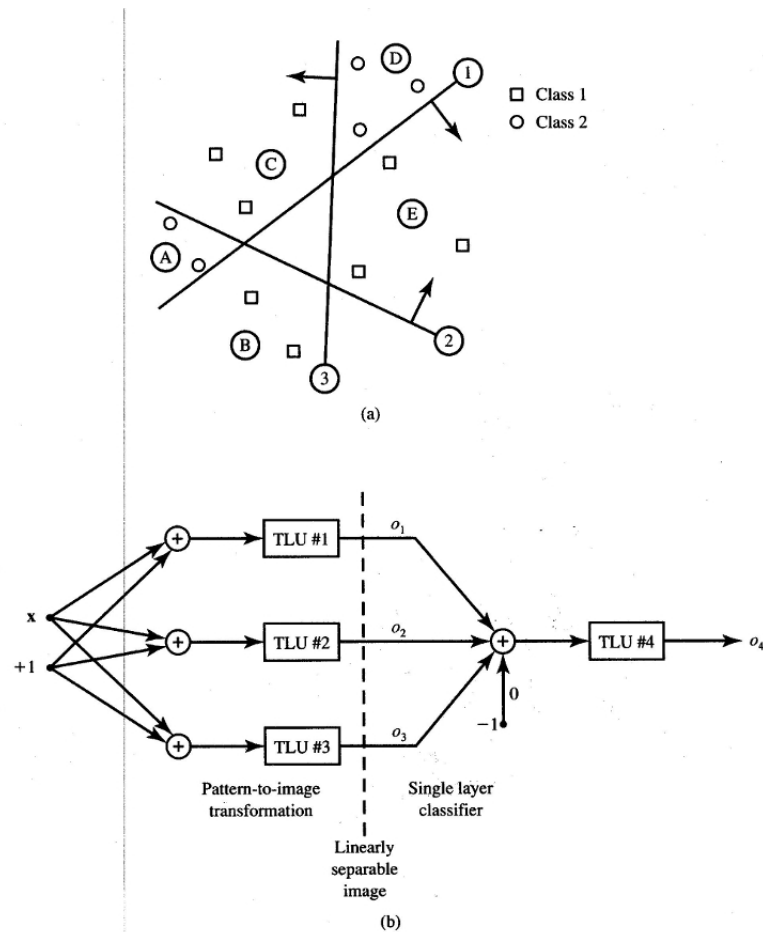 D
1
Class 1
Class 2
C
E
A
B
2
3
(a)
TLU #1
o₁
x
+1
TLU #2
o₂
TLU #4
o₄
0
−1
TLU #3
o₃
Pattern-to-image
transformation
Single layer
classifier
Linearly
separable
image
(b)